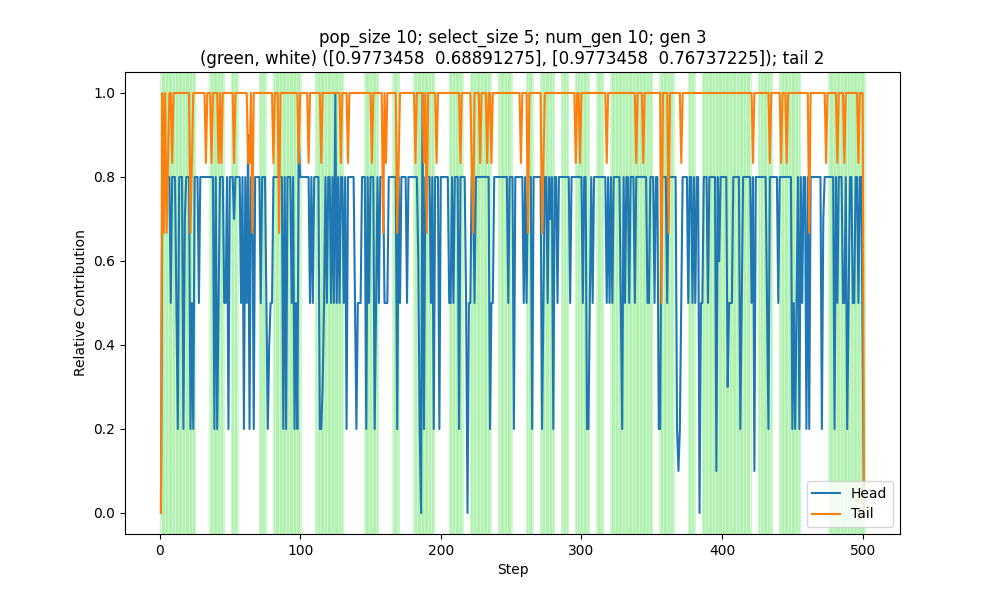 pop_size 10; select_size 5; num_gen 10; gen 3
(green, white) ([0.9773458  0.68891275], [0.9773458  0.76737225]); tail 2
1.0
0.8
0.6
0.4
0.2
0.0
Relative Contribution
0
100
200
300
400
500
Step
Head
Tail